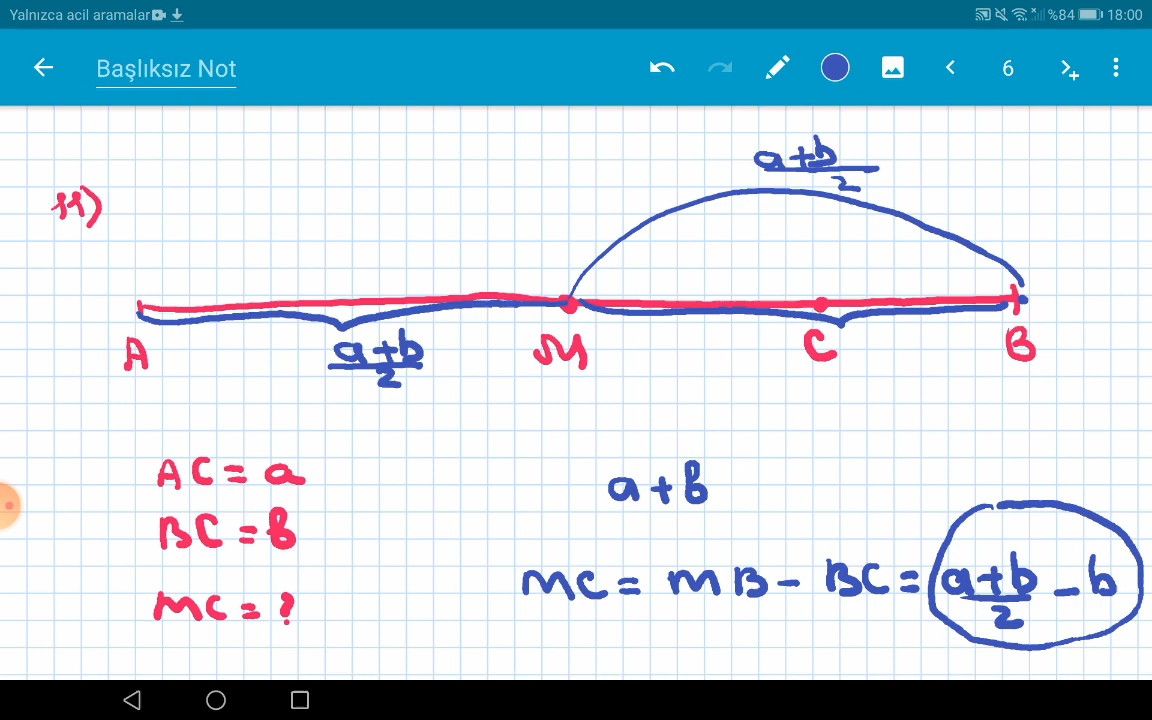 Yalnızca acil aramalar %84 18:00
Başlıksız Not 6
a+b
2
11)
A M C B
a+b
2
AC = a
a+b
BC = b
MC = MB - BC = a+b/2 - b
MC = ?